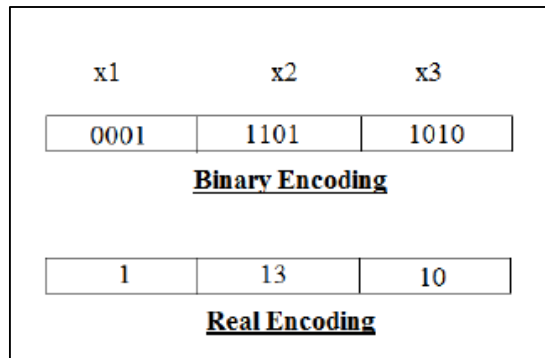 x1 x2 x3
0001 1101 1010
Binary Encoding
1 13 10
Real Encoding